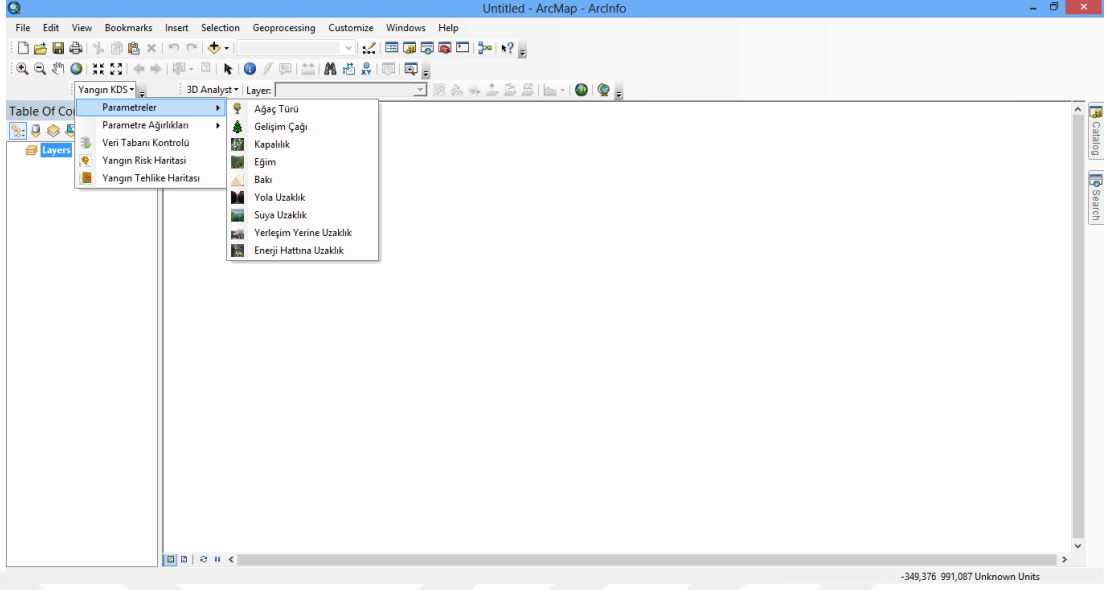 Untitled - ArcMap - ArcInfo
File Edit View Bookmarks Insert Selection Geoprocessing Customize Windows Help
Yangın KDS 3D Analyst Layer:
Table Of Co
Layers
Parametreler
Parametre Ağırlıkları
Veri Tabanı Kontrolü
Yangın Risk Haritasi
Yangın Tehlike Haritası
Ağaç Türü
Gelişim Çağı
Kapalılık
Eğim
Bakı
Yola Uzaklık
Suya Uzaklık
Yerleşim Yerine Uzaklık
Enerji Hattına Uzaklık
Catalog
Search
-349,376 991,087 Unknown Units